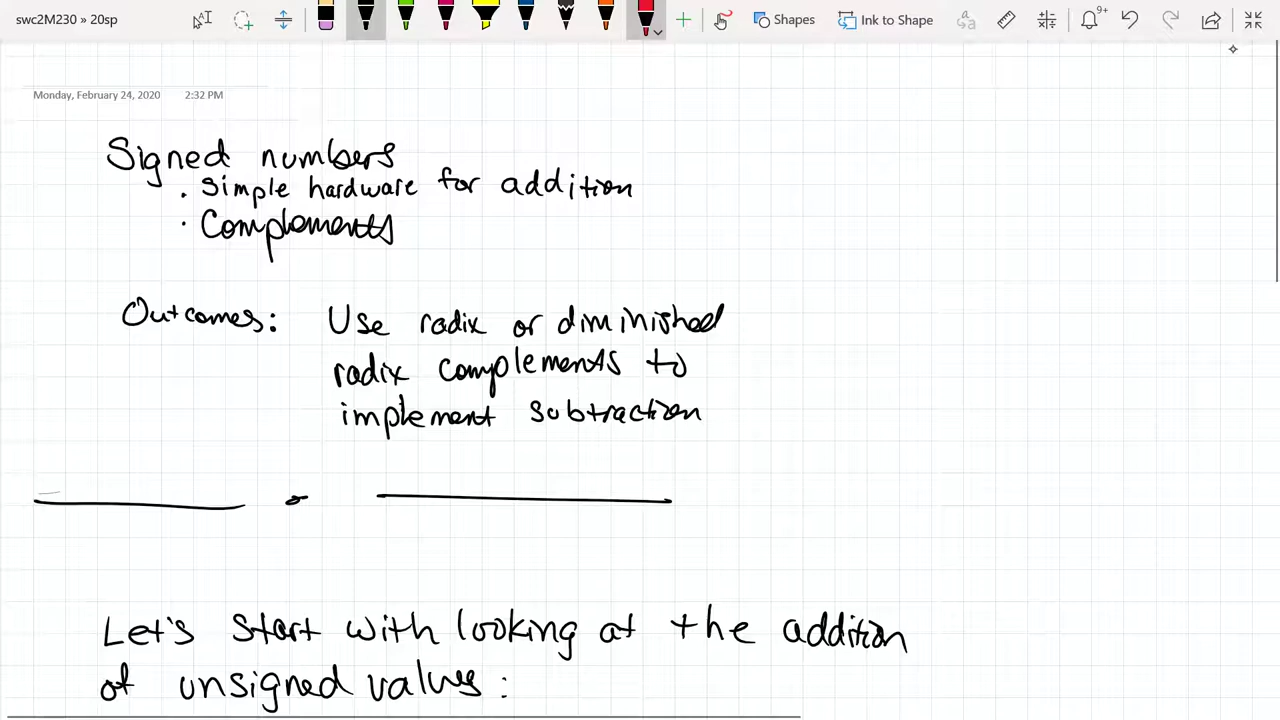 swc2M230 » 20sp
Shapes
Ink to Shape
9+
Monday, February 24, 2020 2:32 PM
Signed numbers
. simple hardware for addition
. Complements
Outcomes: Use radix or diminished
radix complements to
implement subtraction
Let's start with looking at the addition
of unsigned values: